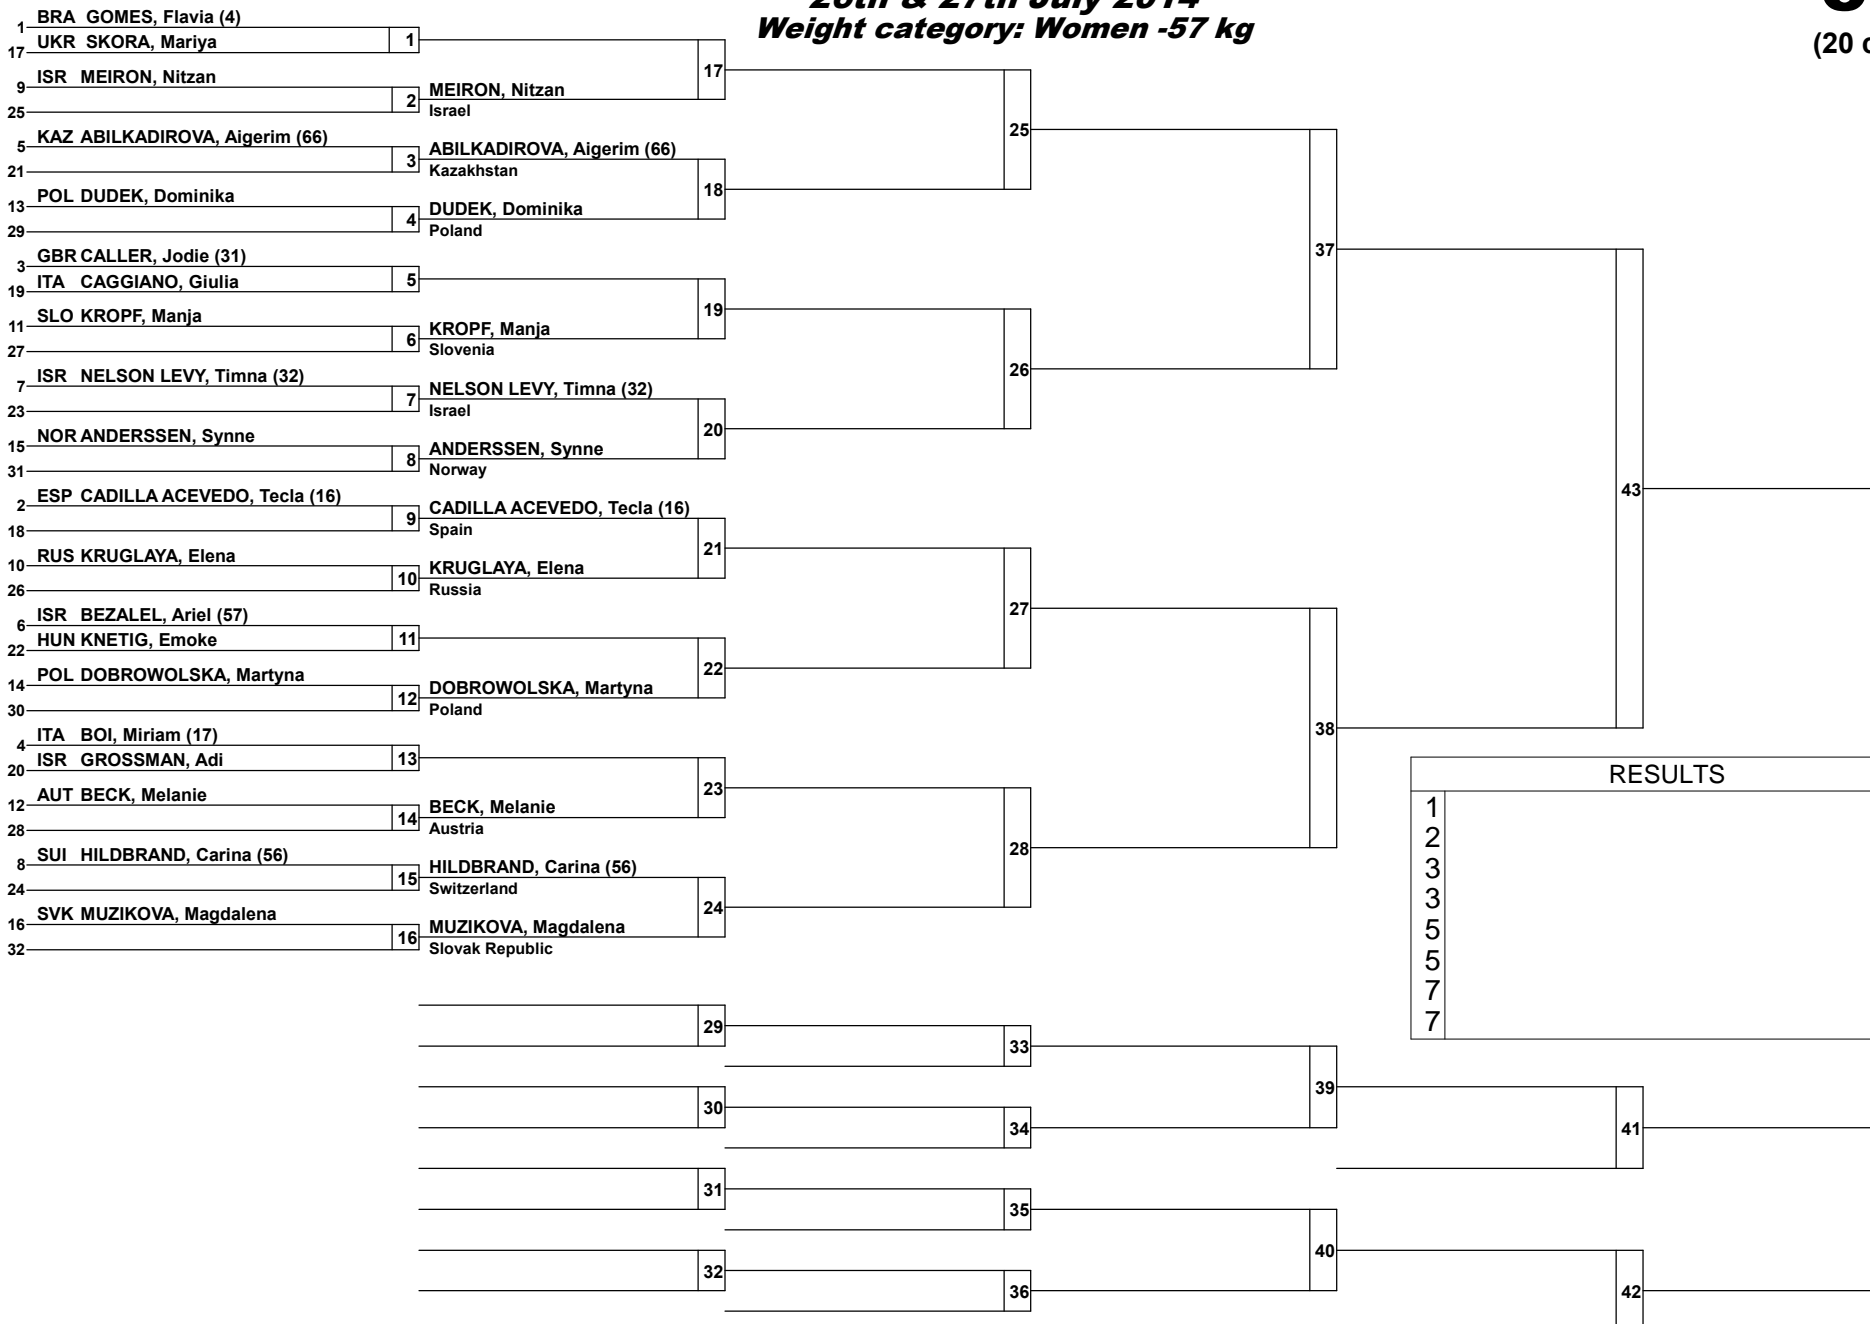 Weight category: Women -57 kg
(20 c
1 BRA GOMES, Flavia (4)
17 UKR SKORA, Mariya
1
17
9 ISR MEIRON, Nitzan
25
2 MEIRON, Nitzan
Israel
25
5 KAZ ABILKADIROVA, Aigerim (66)
21
3 ABILKADIROVA, Aigerim (66)
Kazakhstan
18
13 POL DUDEK, Dominika
29
4 DUDEK, Dominika
Poland
37
3 GBR CALLER, Jodie (31)
19 ITA CAGGIANO, Giulia
5
19
11 SLO KROPF, Manja
27
6 KROPF, Manja
Slovenia
26
7 ISR NELSON LEVY, Timna (32)
23
7 NELSON LEVY, Timna (32)
Israel
20
15 NOR ANDERSSEN, Synne
31
8 ANDERSSEN, Synne
Norway
43
2 ESP CADILLA ACEVEDO, Tecla (16)
18
9 CADILLA ACEVEDO, Tecla (16)
Spain
21
10 RUS KRUGLAYA, Elena
26
10 KRUGLAYA, Elena
Russia
27
6 ISR BEZALEL, Ariel (57)
22 HUN KNETIG, Emoke
11
22
14 POL DOBROWOLSKA, Martyna
30
12 DOBROWOLSKA, Martyna
Poland
38
4 ITA BOI, Miriam (17)
20 ISR GROSSMAN, Adi
13
23
12 AUT BECK, Melanie
28
14 BECK, Melanie
Austria
28
8 SUI HILDBRAND, Carina (56)
24
15 HILDBRAND, Carina (56)
Switzerland
24
16 SVK MUZIKOVA, Magdalena
32
16 MUZIKOVA, Magdalena
Slovak Republic
RESULTS
1
2
3
3
5
5
7
7
29
33
39
30
34
41
31
35
40
32
36
42